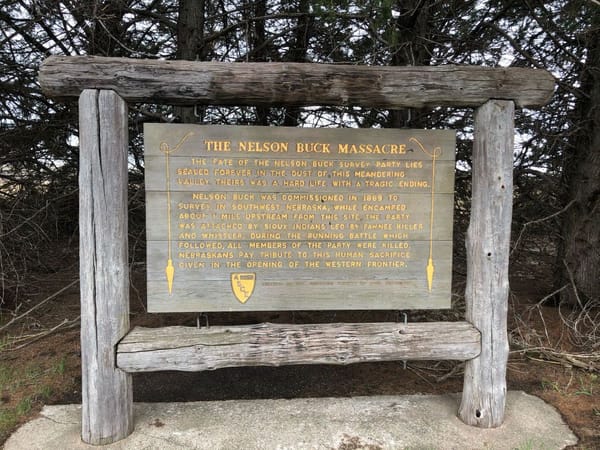 THE NELSON BUCK MASSACRE
THE FATE OF THE NELSON BUCK SURVEY PARTY LIES
SEALED FOREVER IN THE DUST OF THIS MEANDERING
VALLEY. THEIRS WAS A HARD LIFE WITH A TRAGIC ENDING.
NELSON BUCK WAS COMMISSIONED IN 1869 TO
SURVEY IN SOUTHWEST NEBRASKA. WHILE ENCAMPED
ABOUT 1 MILE UPSTREAM FROM THIS SITE, THE PARTY
WAS ATTACKED BY SIOUX INDIANS LED BY PAWNEE KILLER
AND WHISTLER. DURING THE RUNNING BATTLE WHICH
FOLLOWED, ALL MEMBERS OF THE PARTY WERE KILLED.
NEBRASKANS PAY TRIBUTE TO THIS HUMAN SACRIFICE
GIVEN IN THE OPENING OF THE WESTERN FRONTIER.